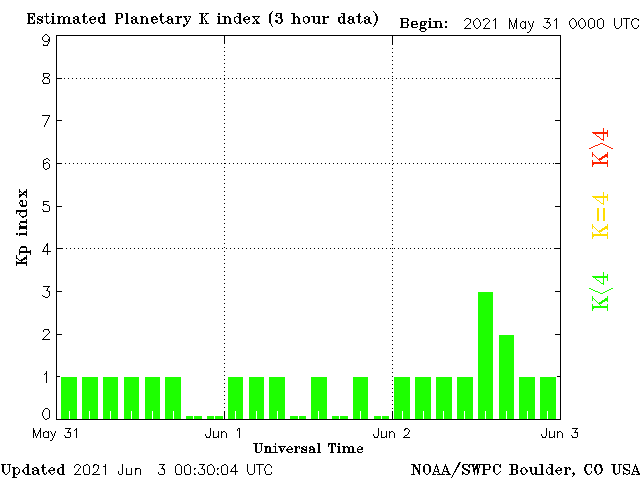 Estimated Planetary K index (3 hour data)
Begin: 2021 May 31 0000 UTC
9
8
7
6
5
4
3
2
1
0
Kp index
K>4
K=4
K<4
May 31
Jun 1
Jun 2
Jun 3
Universal Time
Updated 2021 Jun 3 00:30:04 UTC
NOAA/SWPC Boulder, CO USA